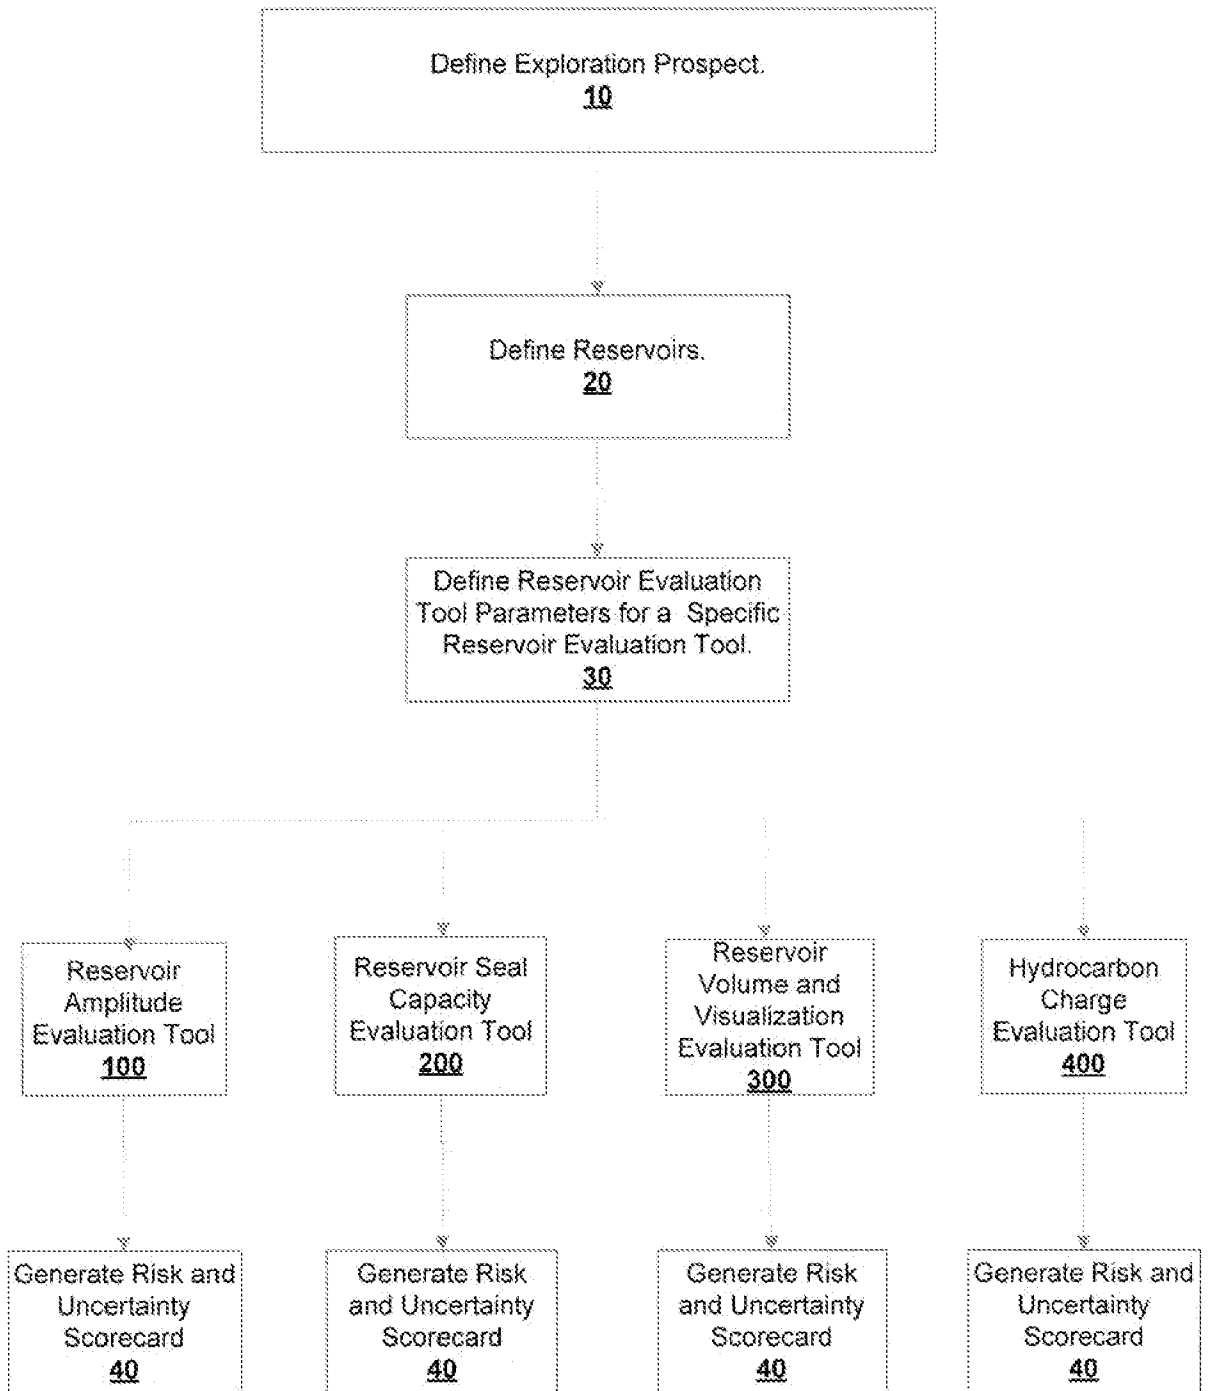 Define Exploration Prospect.
10
Define Reservoirs.
20
Define Reservoir Evaluation
Tool Parameters for a Specific
Reservoir Evaluation Tool.
30
Reservoir
Amplitude
Evaluation Tool
100
Reservoir Seal
Capacity
Evaluation Tool
200
Reservoir
Volume and
Visualization
Evaluation Tool
300
Hydrocarbon
Charge
Evaluation Tool
400
Generate Risk and
Uncertainty
Scorecard
40
Generate Risk
and Uncertainty
Scorecard
40
Generate Risk
and Uncertainty
Scorecard
40
Generate Risk and
Uncertainty
Scorecard
40